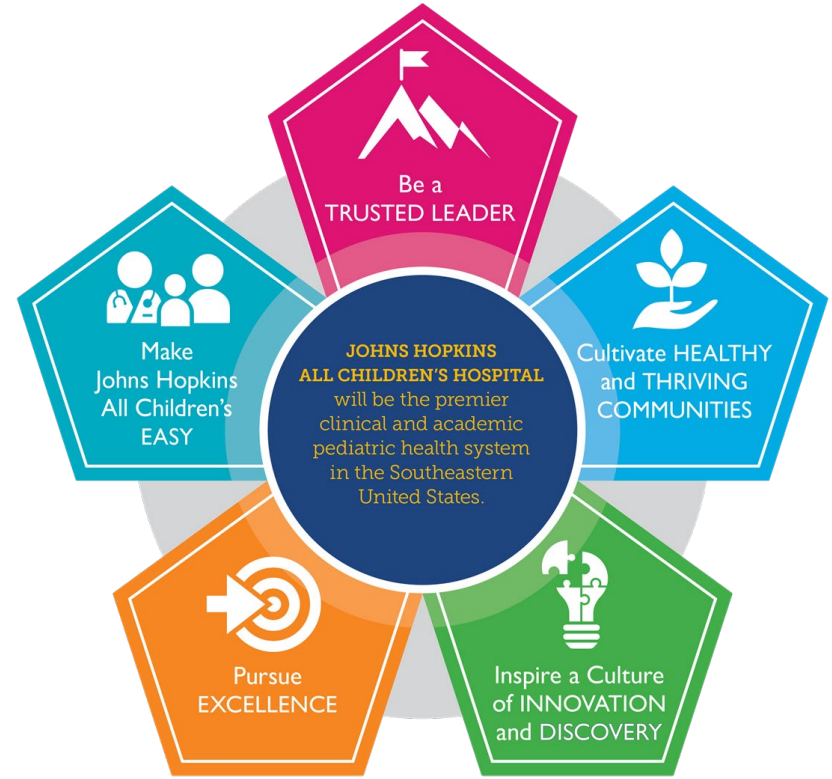 Be a
TRUSTED LEADER
Cultivate HEALTHY
and THRIVING
COMMUNITIES
Inspire a Culture
of INNOVATION
and DISCOVERY
Pursue
EXCELLENCE
Make
Johns Hopkins
All Children's
EASY
JOHNS HOPKINS
ALL CHILDREN'S HOSPITAL
will be the premier
clinical and academic
pediatric health system
in the Southeastern
United States.